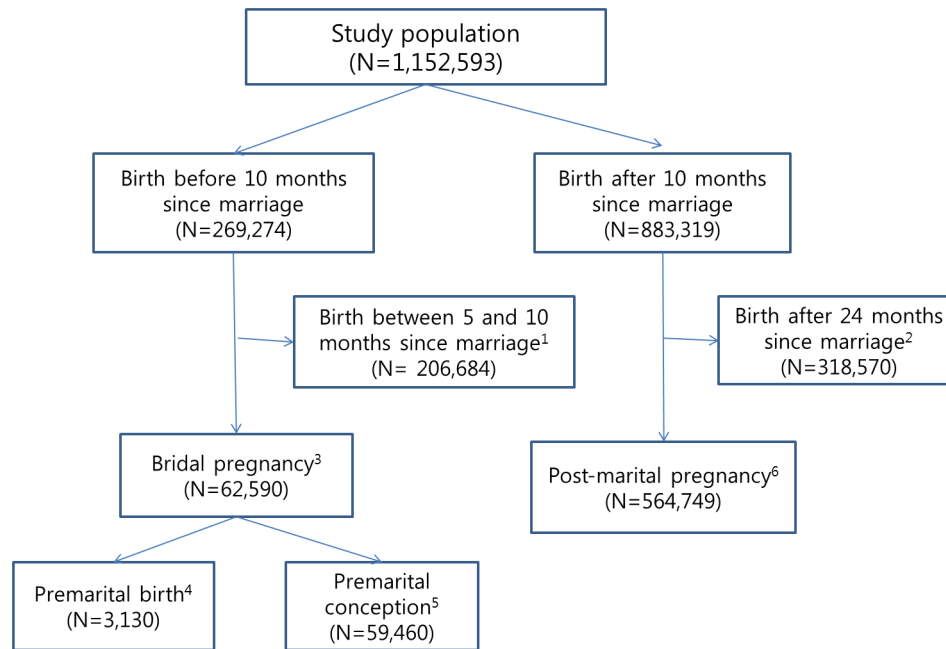 Study population
(N=1,152,593)
Birth before 10 months
since marriage
(N=269,274)
Birth after 10 months
since marriage
(N=883,319)
Birth between 5 and 10
months since marriage¹
(N= 206,684)
Birth after 24 months
since marriage²
(N=318,570)
Bridal pregnancy³
(N=62,590)
Post-marital pregnancy⁶
(N=564,749)
Premarital birth⁴
(N=3,130)
Premarital
conception⁵
(N=59,460)